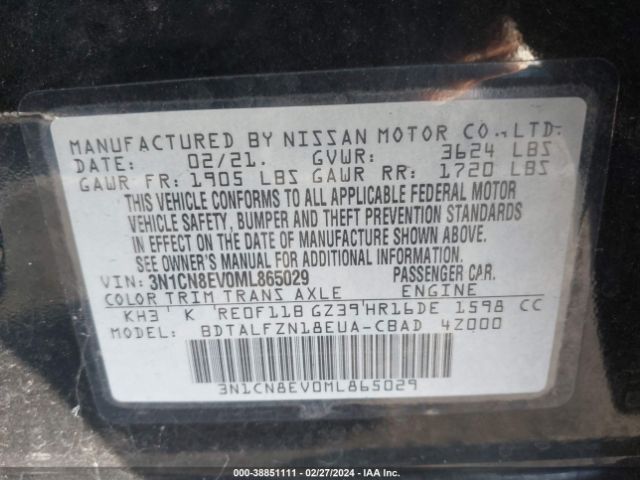 MANUFACTURED BY NISSAN MOTOR CO., LTD.
DATE: 02/21. GVWR: 3624 LBS
GAWR FR: 1905 LBS GAWR RR: 1720 LBS
THIS VEHICLE CONFORMS TO ALL APPLICABLE FEDERAL MOTOR
VEHICLE SAFETY, BUMPER AND THEFT PREVENTION STANDARDS
IN EFFECT ON THE DATE OF MANUFACTURE SHOWN ABOVE.
SEE OWNER'S MANUAL FOR ADDITIONAL INFORMATION.
VIN: 3N1CN8EV0ML865029 PASSENGER CAR.
COLOR TRIM TRANS AXLE ENGINE
KH3 K RE0F11B GZ39 HR16DE 1598 CC
MODEL: BDTALFZN18EUA-CBAD 4Z000
3N1CN8EV0ML865029
000-38851111 - 02/27/2024 - IAA Inc.